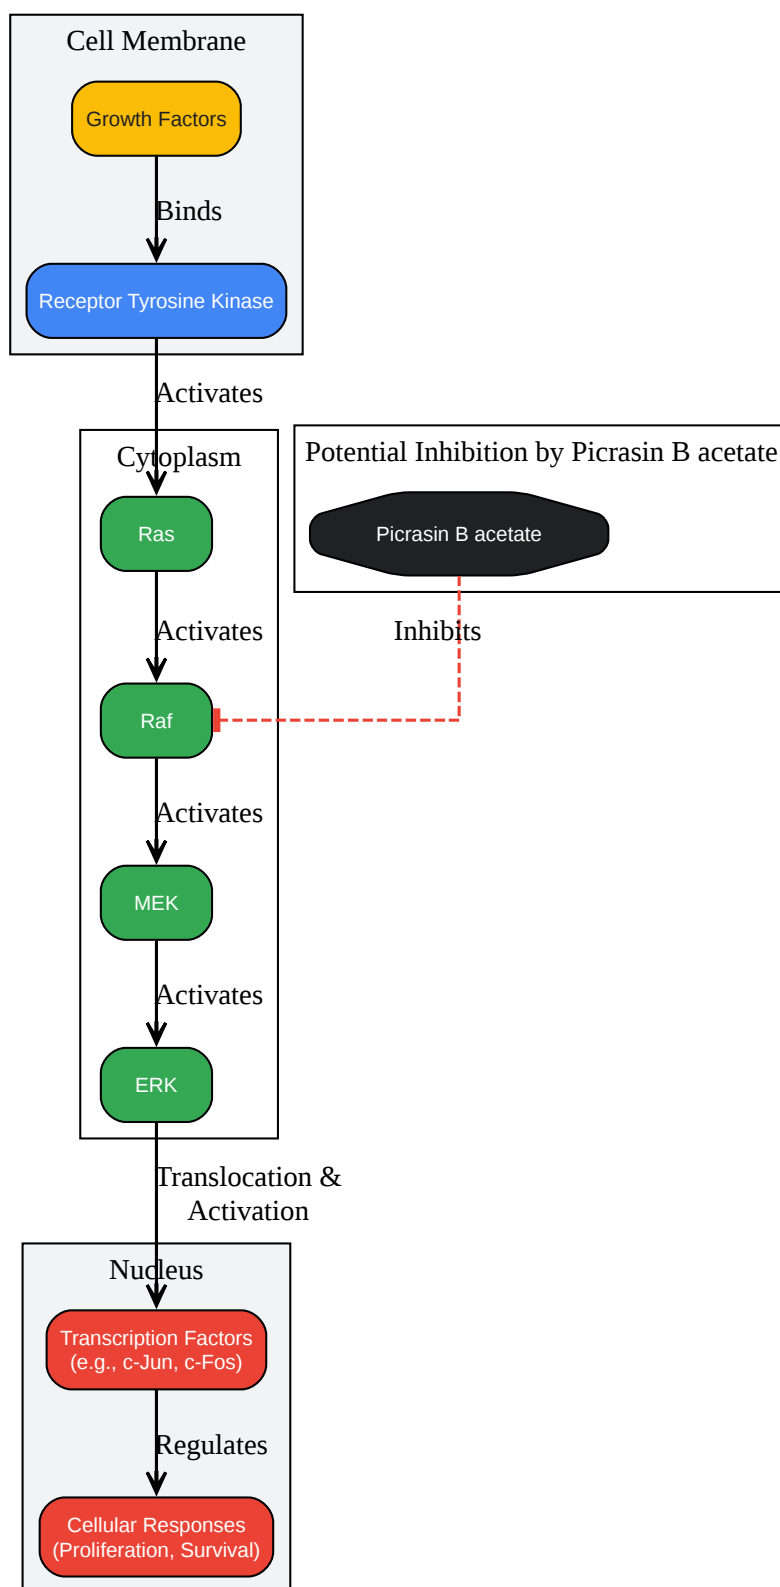 Cell Membrane
Growth Factors
Binds
Receptor Tyrosine Kinase
Activates
Cytoplasm
Potential Inhibition by Picrasin B acetate
Ras
Picrasin B acetate
Activates
Inhibits
Raf
Activates
MEK
Activates
ERK
Translocation &
Activation
Nucleus
Transcription Factors
(e.g., c-Jun, c-Fos)
Regulates
Cellular Responses
(Proliferation, Survival)